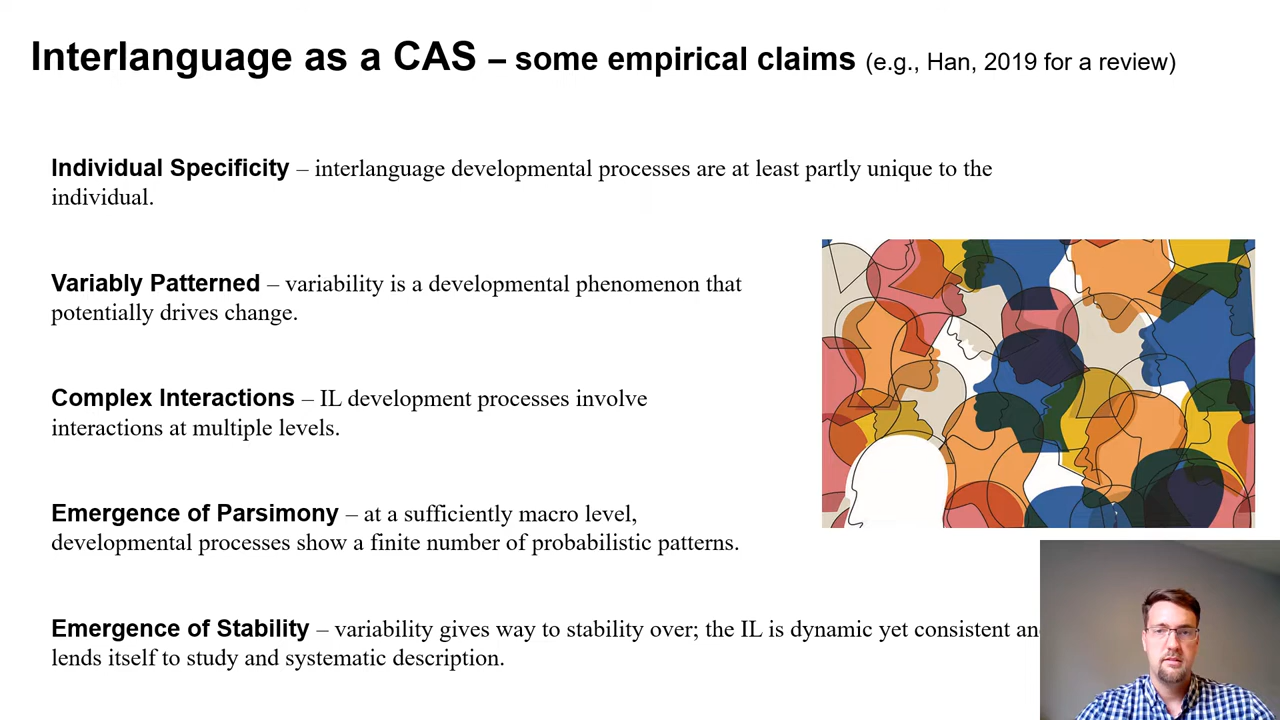 Interlanguage as a CAS – some empirical claims (e.g., Han, 2019 for a review)
Individual Specificity – interlanguage developmental processes are at least partly unique to the
individual.
Variably Patterned – variability is a developmental phenomenon that
potentially drives change.
Complex Interactions – IL development processes involve
interactions at multiple levels.
Emergence of Parsimony – at a sufficiently macro level,
developmental processes show a finite number of probabilistic patterns.
Emergence of Stability – variability gives way to stability over; the IL is dynamic yet consistent
lends itself to study and systematic description.